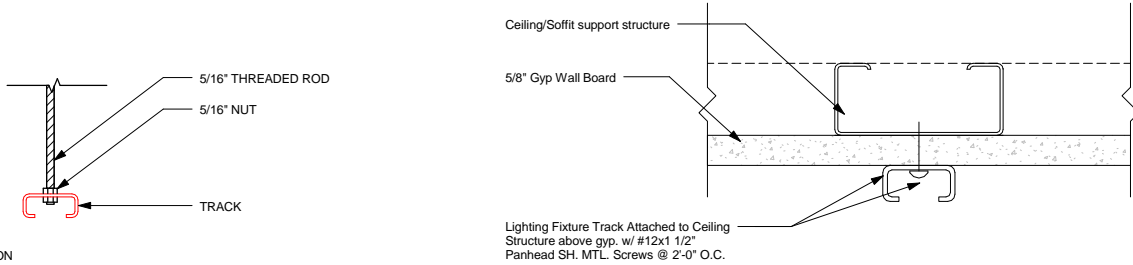 5/16" THREADED ROD
5/16" NUT
TRACK
ON
Ceiling/Soffit support structure
5/8" Gyp Wall Board
Lighting Fixture Track Attached to Ceiling
Structure above gyp. w/ #12x1 1/2"
Panhead SH. MTL. Screws @ 2'-0" O.C.